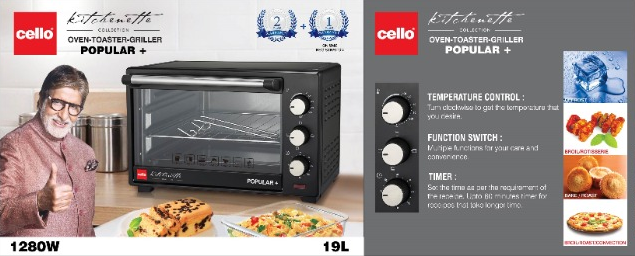 cello
Kitchenette
COLLECTION
OVEN-TOASTER-GRILLER
POPULAR +
2
+
1
cello
POPULAR +
1280W
19L
cello
Kitchenette
COLLECTION
OVEN-TOASTER-GRILLER
POPULAR +
TEMPERATURE CONTROL :
Turn clockwise to get the temperature that
you desire.
FUNCTION SWITCH :
Multiple functions for your care and
convenience.
TIMER :
Set the time as per the requirement of
the recipe. Upto 60 minutes timer for
receipes that take longer time.
DEFROST
BROIL/ROTISSERIE
BAKE / ROAST
BROIL/ROAST/CONVECTION